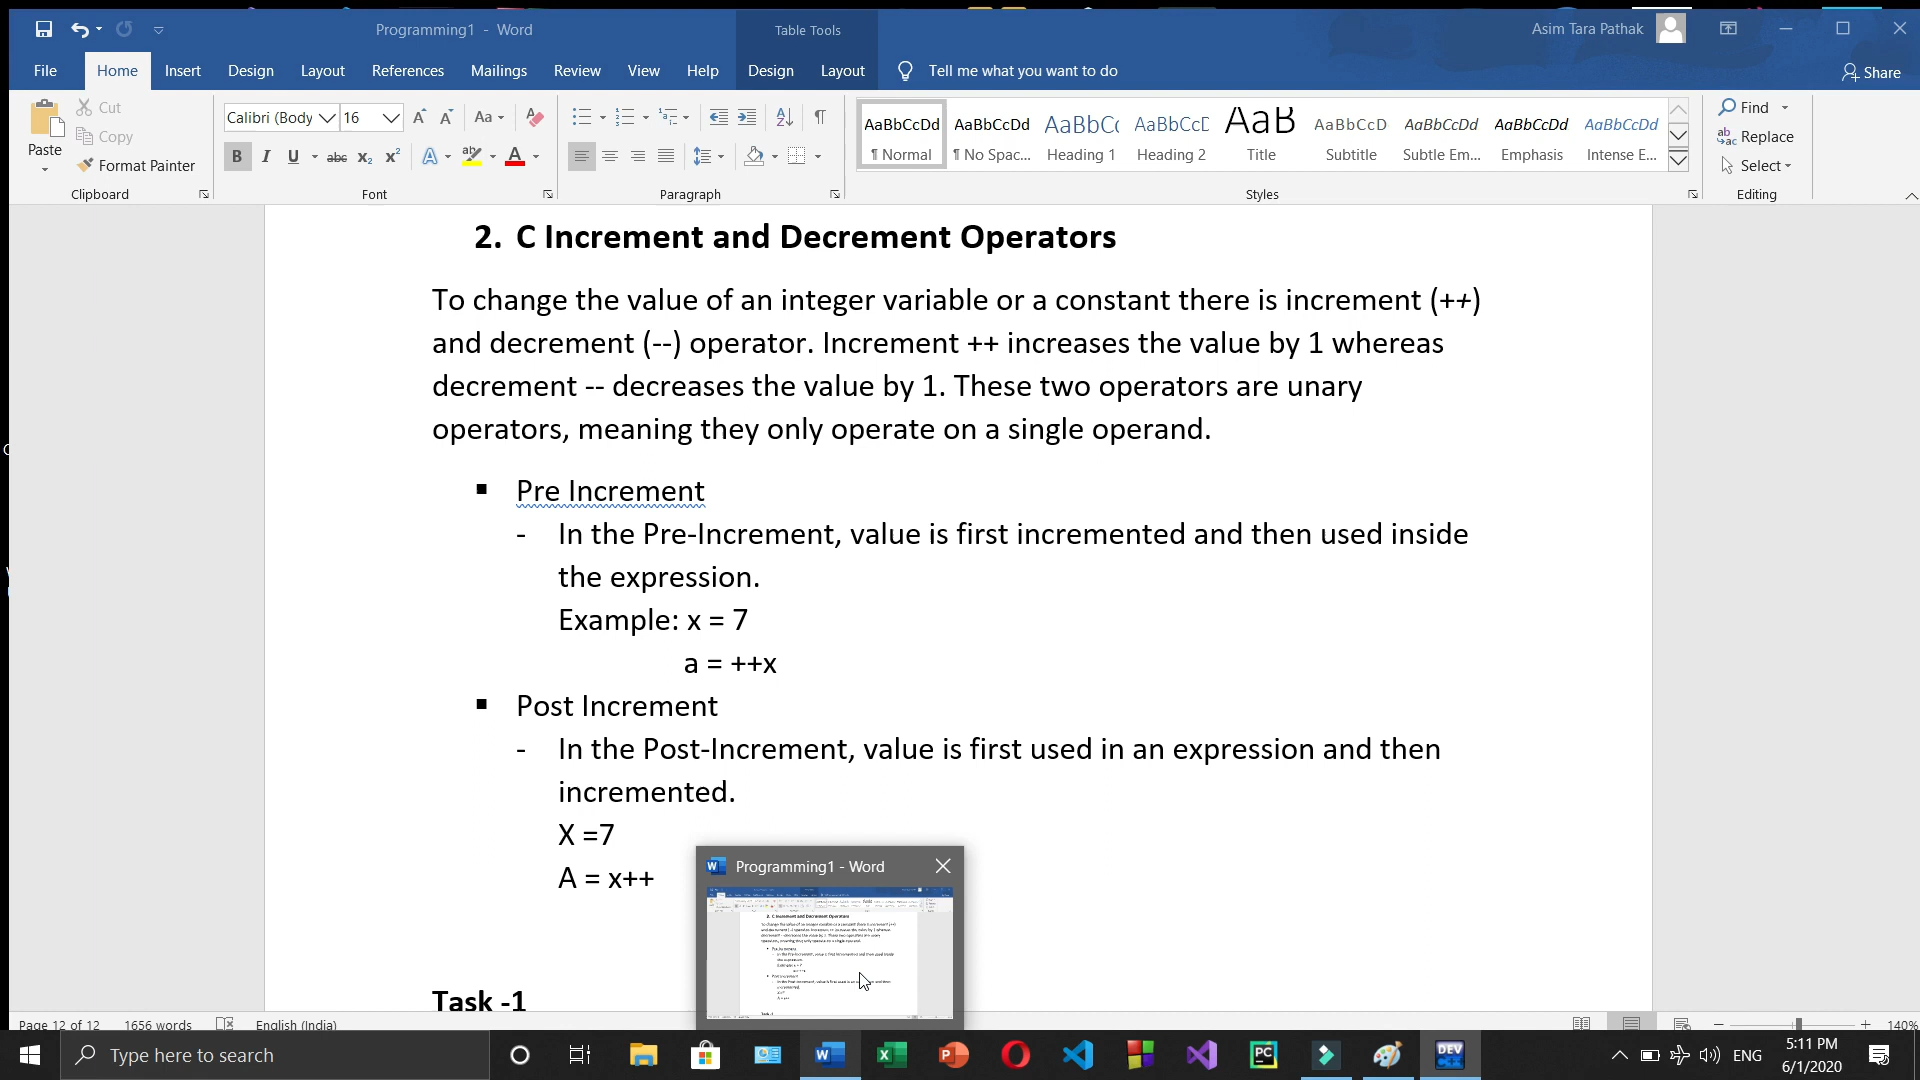 Programming1 - Word
Table Tools
Asim Tara Pathak
File Home Insert Design Layout References Mailings Review View Help Design Layout Tell me what you want to do Share
Paste
Cut
Copy
Format Painter
Clipboard
Calibri (Body 16
Aa
B I U abc x₂ x²
Font
Paragraph
AaBbCcDd AaBbCcDd AaBbCc AaBbCcE AaB AaBbCcD AaBbCcDd AaBbCcDd AaBbCcDd
¶ Normal ¶ No Spac... Heading 1 Heading 2 Title Subtitle Subtle Em... Emphasis Intense E...
Styles
Find
Replace
Select
Editing
2. C Increment and Decrement Operators
To change the value of an integer variable or a constant there is increment (++)
and decrement (--) operator. Increment ++ increases the value by 1 whereas
decrement -- decreases the value by 1. These two operators are unary
operators, meaning they only operate on a single operand.
▪ Pre Increment
- In the Pre-Increment, value is first incremented and then used inside
the expression.
Example: x = 7
a = ++x
▪ Post Increment
- In the Post-Increment, value is first used in an expression and then
incremented.
X =7
A = x++
Programming1 - Word
Task -1
Page 12 of 12 1656 words English (India) 140%
Type here to search
ENG
5:11 PM
6/1/2020